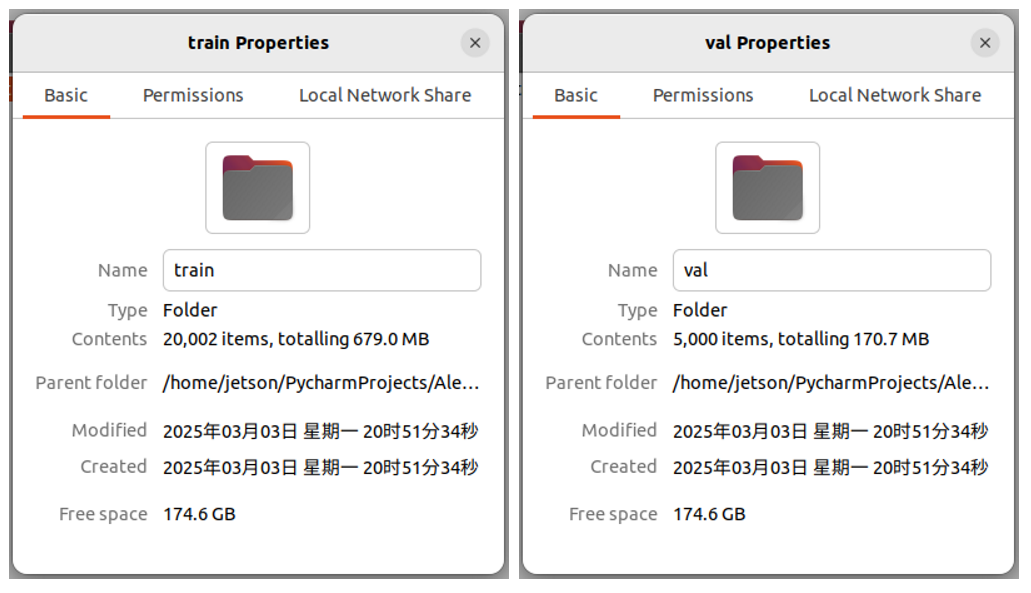 train Properties
Basic Permissions Local Network Share
Name train
Type Folder
Contents 20,002 items, totalling 679.0 MB
Parent folder /home/jetson/PycharmProjects/Ale…
Modified 2025年03月03日 星期一 20时51分34秒
Created 2025年03月03日 星期一 20时51分34秒
Free space 174.6 GB
val Properties
Basic Permissions Local Network Share
Name val
Type Folder
Contents 5,000 items, totalling 170.7 MB
Parent folder /home/jetson/PycharmProjects/Ale…
Modified 2025年03月03日 星期一 20时51分34秒
Created 2025年03月03日 星期一 20时51分34秒
Free space 174.6 GB